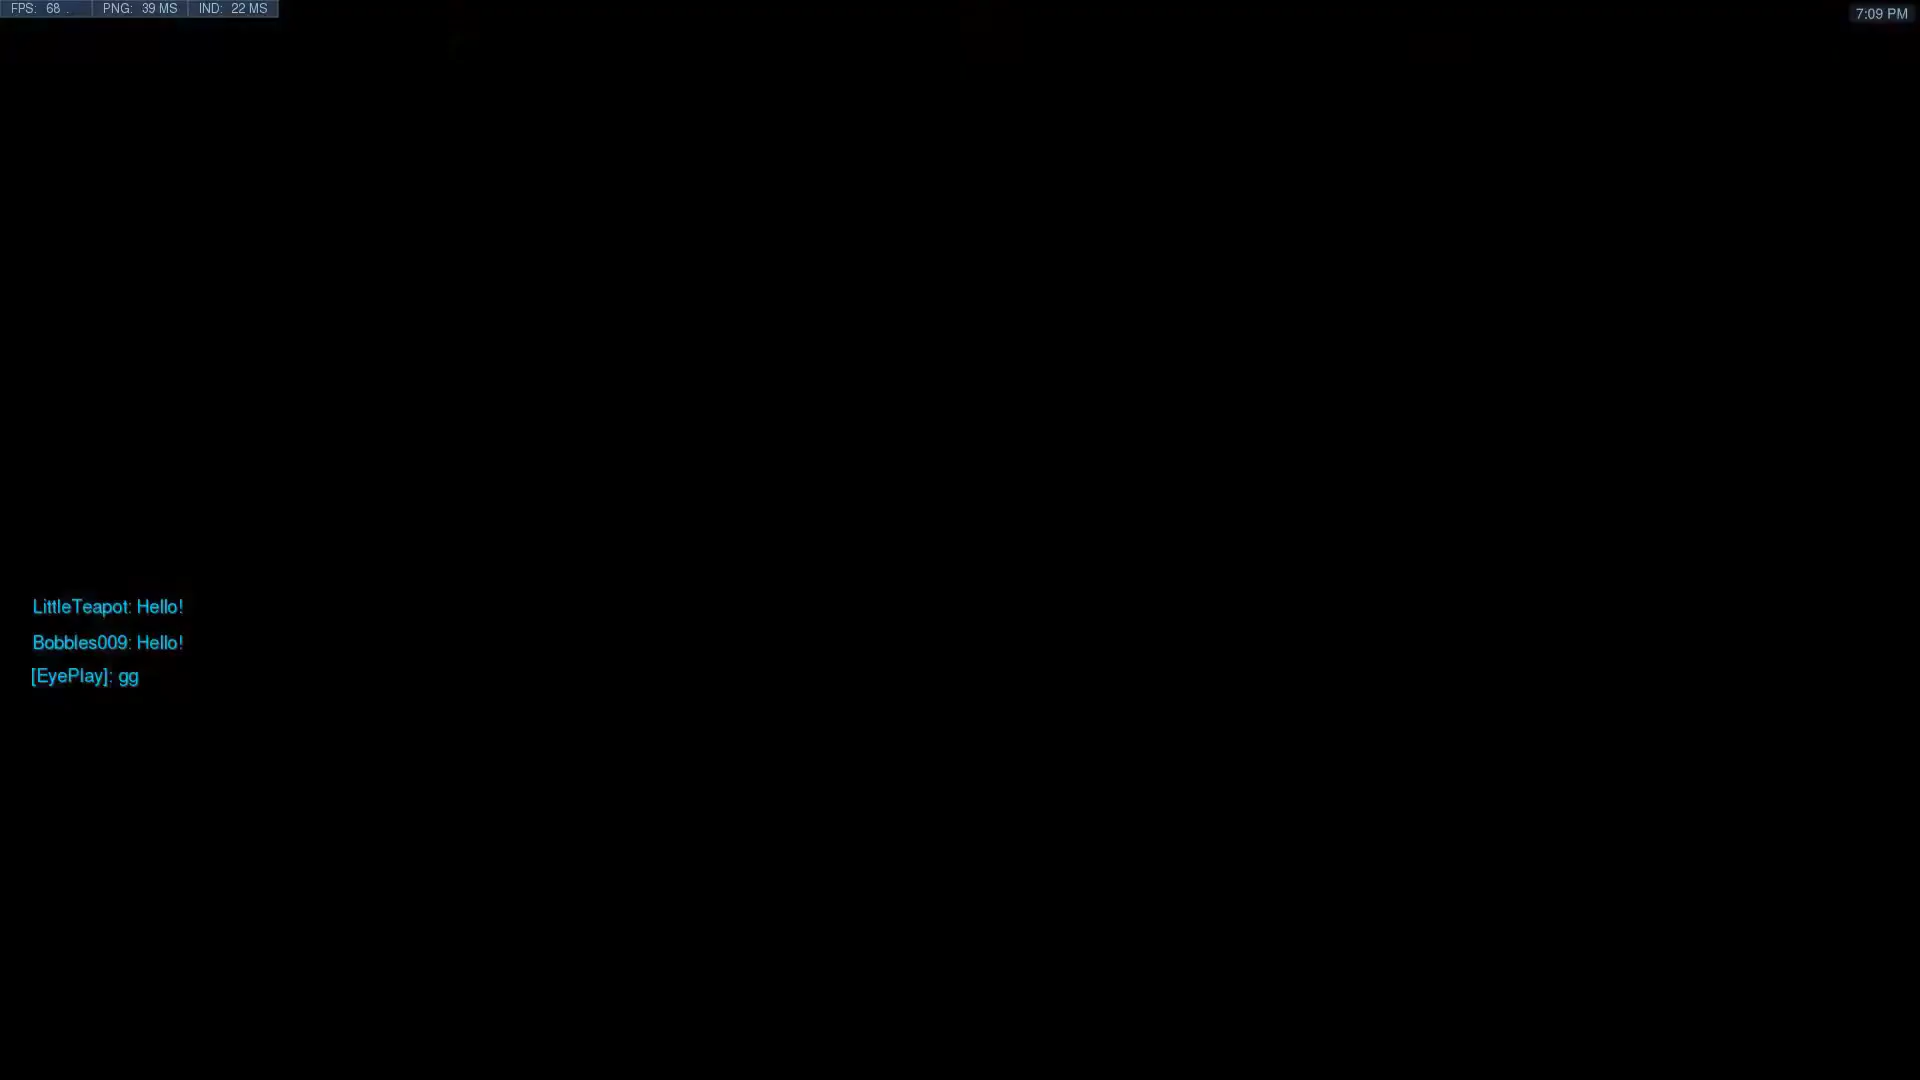 FPS: 68 . PNG: 39 MS IND: 22 MS
7:09 PM
LittleTeapot: Hello!
Bobbles009: Hello!
[EyePlay]: gg